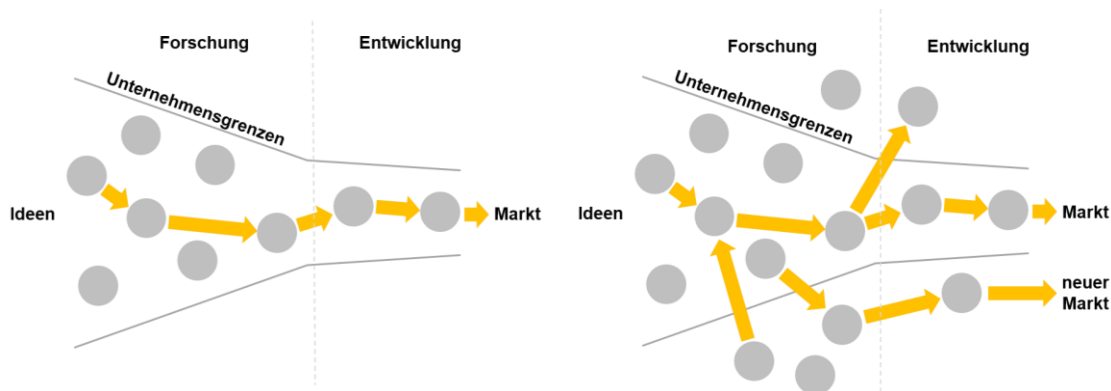 Forschung
Entwicklung
Unternehmensgrenzen
Ideen
Markt
Forschung
Entwicklung
Unternehmensgrenzen
Ideen
Markt
neuer
Markt